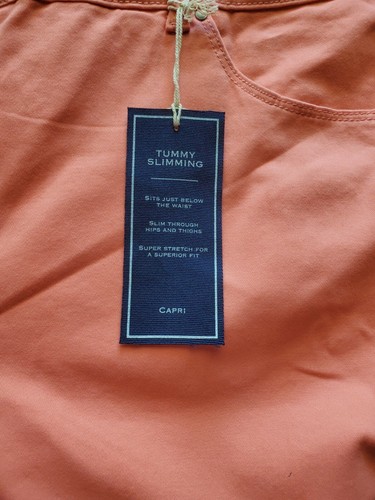 TUMMY
SLIMMING
SITS JUST BELOW
THE WAIST
SLIM THROUGH
HIPS AND THIGHS
SUPER STRETCH FOR
A SUPERIOR FIT
CAPRI